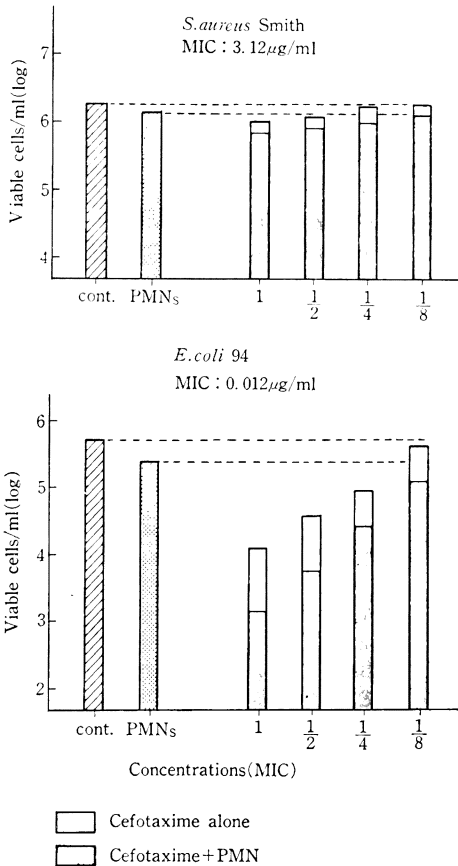 S.aureus Smith
MIC : 3.12μg/ml
Viable cells/ml(log)
7
6
5
4
cont. PMNs 1 1/2 1/4 1/8
E.coli 94
MIC : 0.012μg/ml
Viable cells/ml(log)
6
5
4
3
2
cont. PMNs 1 1/2 1/4 1/8
Concentrations(MIC)
Cefotaxime alone
Cefotaxime+PMN